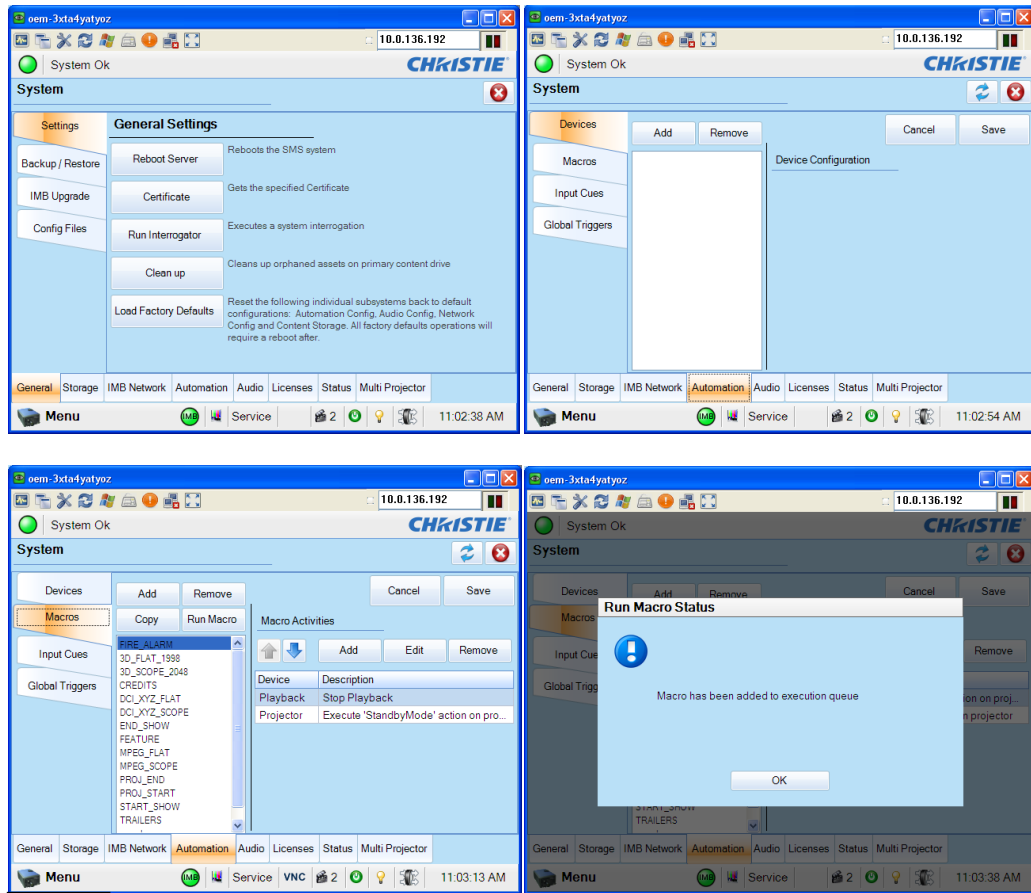 oem-3xta4yatyoz
10.0.136.192
System Ok
CHRISTIE
System
Settings
Backup / Restore
IMB Upgrade
Config Files
General Settings
Reboot Server
Reboots the SMS system
Certificate
Gets the specified Certificate
Run Interrogator
Executes a system interrogation
Clean up
Cleans up orphaned assets on primary content drive
Load Factory Defaults
Reset the following individual subsystems back to default
configurations: Automation Config, Audio Config, Network
Config and Content Storage. All factory defaults operations will
require a reboot after.
General Storage IMB Network Automation Audio Licenses Status Multi Projector
Menu IMB Service 2 11:02:38 AM
oem-3xta4yatyoz
10.0.136.192
System Ok
CHRISTIE
System
Devices
Macros
Input Cues
Global Triggers
Add Remove
Cancel Save
Device Configuration
General Storage IMB Network Automation Audio Licenses Status Multi Projector
Menu IMB Service 2 11:02:54 AM
oem-3xta4yatyoz
10.0.136.192
System Ok
CHRISTIE
System
Devices
Macros
Input Cues
Global Triggers
Add Remove
Copy Run Macro
FIRE_ALARM
3D_FLAT_1998
3D_SCOPE_2048
CREDITS
DCI_XYZ_FLAT
DCI_XYZ_SCOPE
END_SHOW
FEATURE
MPEG_FLAT
MPEG_SCOPE
PROJ_END
PROJ_START
START_SHOW
TRAILERS
Cancel Save
Macro Activities
Add Edit Remove
Device Description
Playback Stop Playback
Projector Execute 'StandbyMode' action on pro...
General Storage IMB Network Automation Audio Licenses Status Multi Projector
Menu IMB Service VNC 2 11:03:13 AM
oem-3xta4yatyoz
10.0.136.192
System Ok
CHRISTIE
System
Devices
Macros
Input Cue
Global Trigg
Add Remove
Cancel Save
Run Macro Status
Macro has been added to execution queue
OK
Remove
ion on proj...
n projector
START_SHOW
TRAILERS
General Storage IMB Network Automation Audio Licenses Status Multi Projector
Menu IMB Service 2 11:03:38 AM